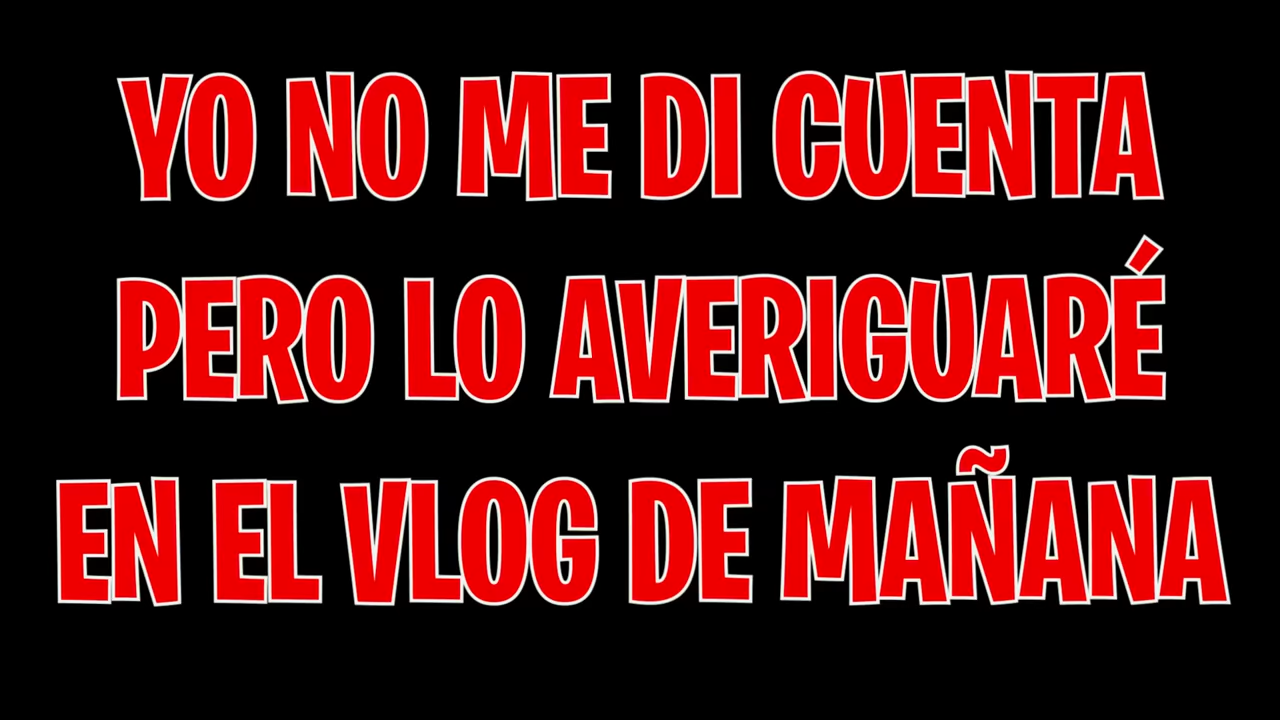 YO NO ME DI CUENTA
PERO LO AVERIGUARÉ
EN EL VLOG DE MAÑANA